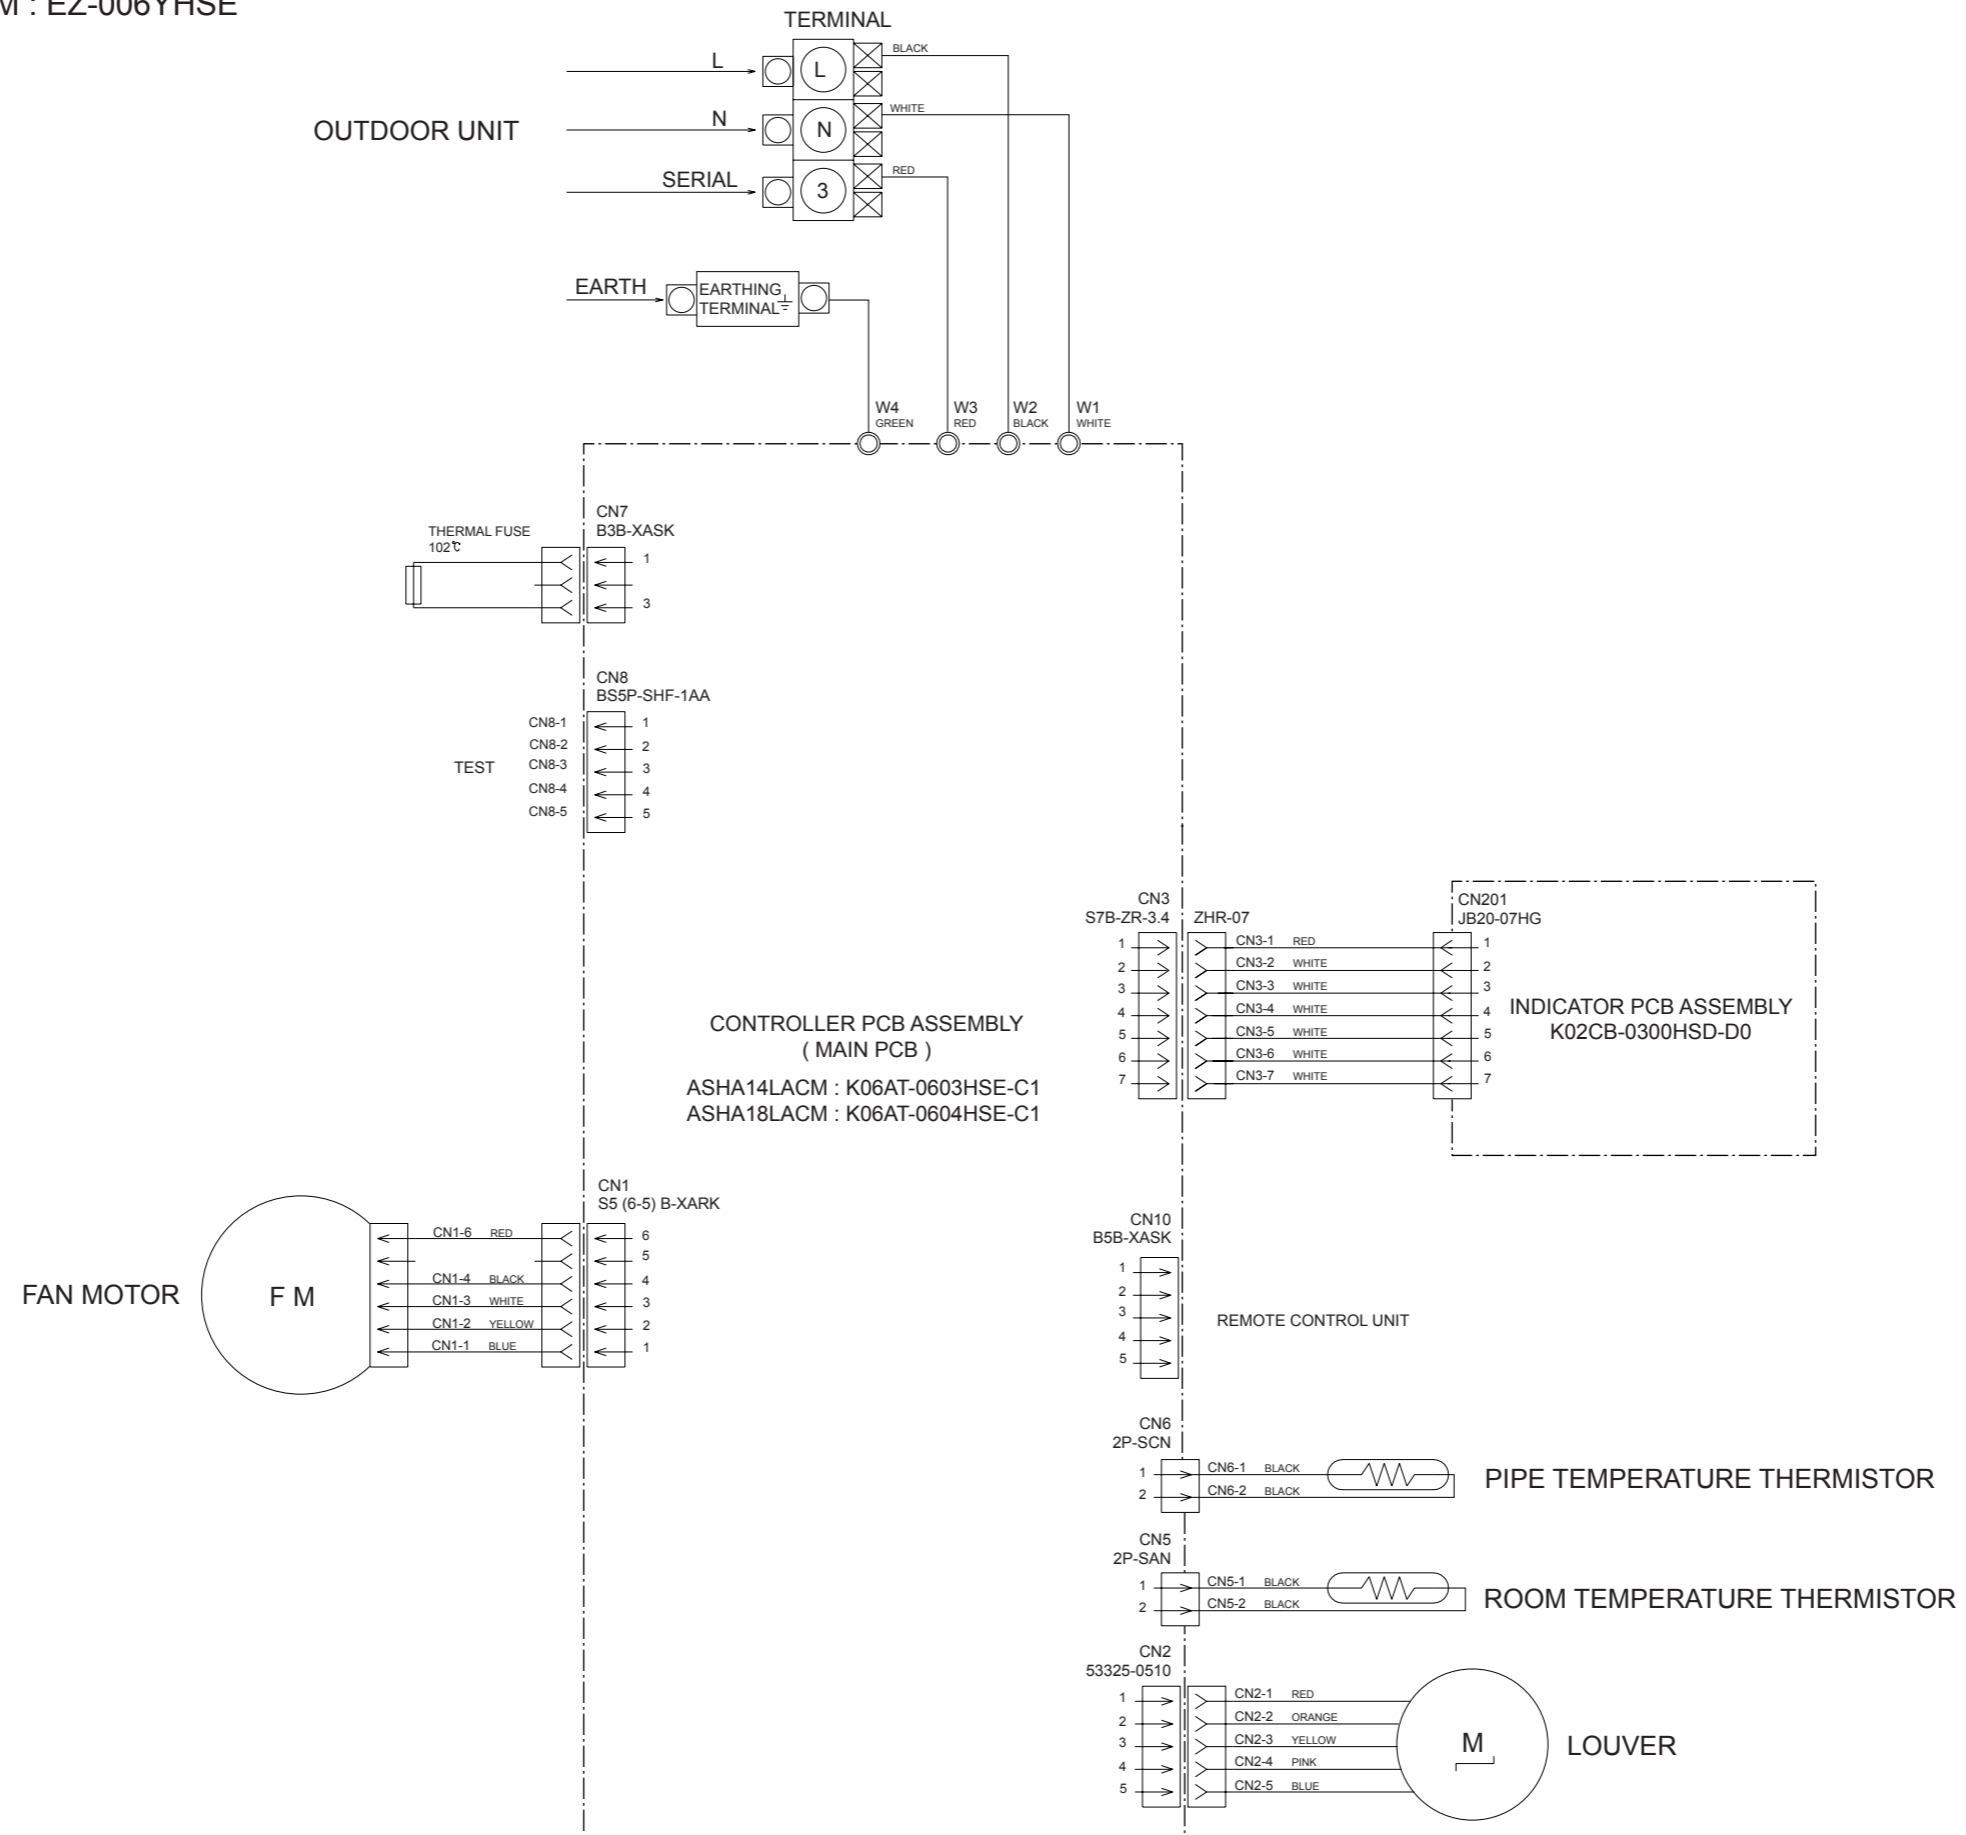 M : EZ-006YHSE
TERMINAL
L
L
BLACK
OUTDOOR UNIT
N
N
WHITE
SERIAL
3
RED
EARTH
EARTHING
TERMINAL
W4
GREEN
W3
RED
W2
BLACK
W1
WHITE
THERMAL FUSE
102℃
CN7
B3B-XASK
1
3
CN8
BS5P-SHF-1AA
TEST
CN8-1 1
CN8-2 2
CN8-3 3
CN8-4 4
CN8-5 5
CONTROLLER PCB ASSEMBLY
( MAIN PCB )
ASHA14LACM : K06AT-0603HSE-C1
ASHA18LACM : K06AT-0604HSE-C1
CN3
S7B-ZR-3.4
ZHR-07
CN201
JB20-07HG
1 CN3-1 RED 1
2 CN3-2 WHITE 2
3 CN3-3 WHITE 3
4 CN3-4 WHITE 4
5 CN3-5 WHITE 5
6 CN3-6 WHITE 6
7 CN3-7 WHITE 7
INDICATOR PCB ASSEMBLY
K02CB-0300HSD-D0
FAN MOTOR
F M
CN1
S5 (6-5) B-XARK
CN1-6 RED 6
5
CN1-4 BLACK 4
CN1-3 WHITE 3
CN1-2 YELLOW 2
CN1-1 BLUE 1
CN10
B5B-XASK
1
2
3
4
5
REMOTE CONTROL UNIT
CN6
2P-SCN
1 CN6-1 BLACK
2 CN6-2 BLACK
PIPE TEMPERATURE THERMISTOR
CN5
2P-SAN
1 CN5-1 BLACK
2 CN5-2 BLACK
ROOM TEMPERATURE THERMISTOR
CN2
53325-0510
1 CN2-1 RED
2 CN2-2 ORANGE
3 CN2-3 YELLOW
4 CN2-4 PINK
5 CN2-5 BLUE
M
LOUVER